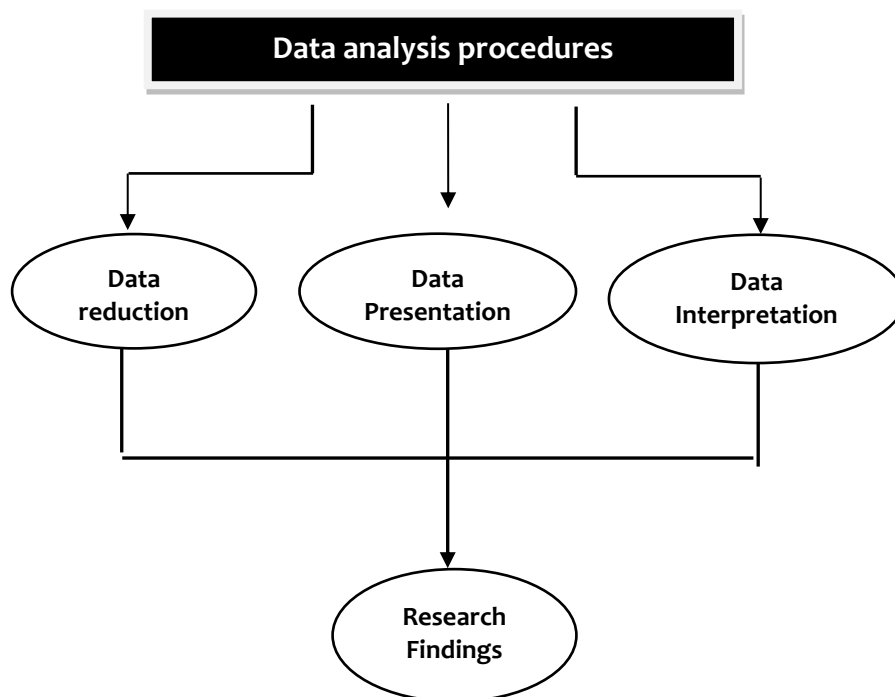 Data analysis procedures
Data
reduction
Data
Presentation
Data
Interpretation
Research
Findings